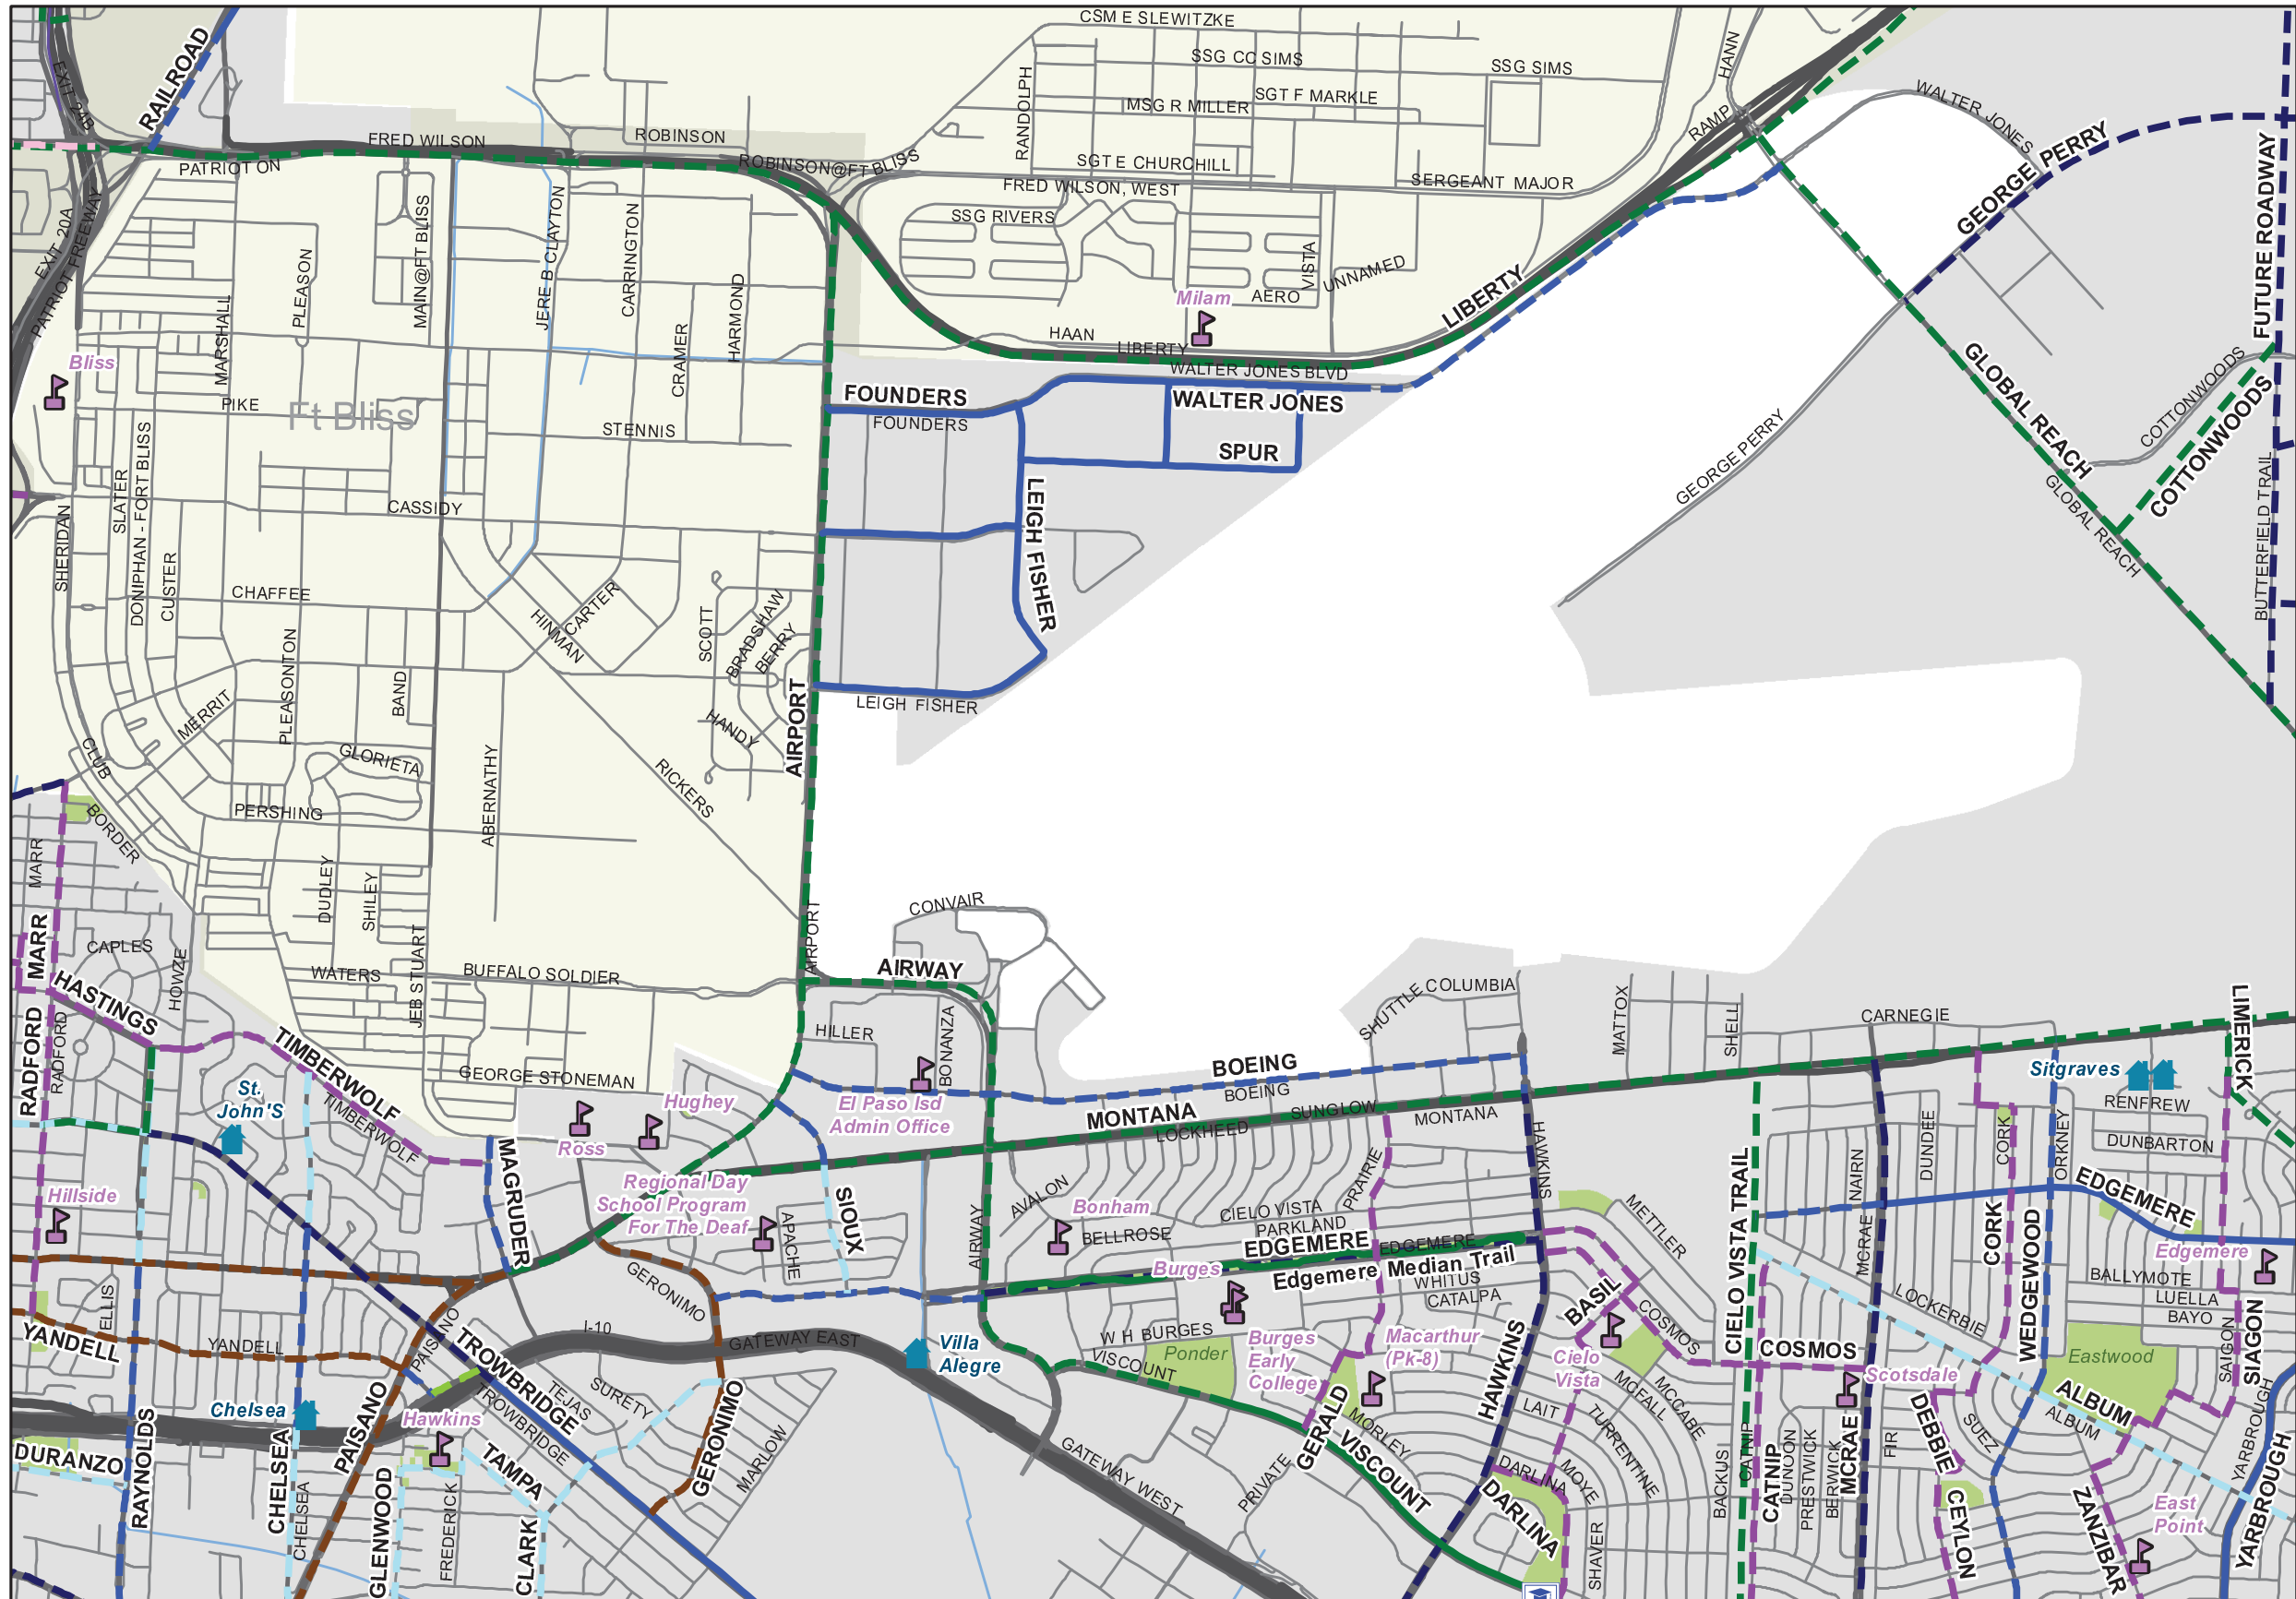 CSM E SLEWITZKE
SSG CC SIMS
SSG SIMS
HANN
RAILROAD
EXIT 24B
RANDOLPH
SGT F MARKLE
MSG R MILLER
RAMP
WALTER JONES
FRED WILSON
ROBINSON
PATRIOT ON
ROBINSON@FT BLISS
SGT E CHURCHILL
FRED WILSON, WEST
SERGEANT MAJOR
GEORGE PERRY
FUTURE ROADWAY
EXIT 20A
PATRIOT FREEWAY
PLEASON
MAIN@FT BLISS
JERE B CLAYTON
CARRINGTON
HARMOND
CRAMER
MARSHALL
SSG RIVERS
VISTA
UNNAMED
AERO
Milam
LIBERTY
HAAN
LIBERTY
WALTER JONES BLVD
Bliss
PIKE
Ft Bliss
STENNIS
FOUNDERS
FOUNDERS
WALTER JONES
SPUR
LEIGH FISHER
GEORGE PERRY
GLOBAL REACH
GLOBAL REACH
COTTONWOODS
COTTONWOODS
BUTTERFIELD TRAIL
SHERIDAN
SLATER
DONIPHAN - FORT BLISS
CUSTER
CASSIDY
CHAFFEE
CARTER
HINMAN
SCOTT
BRADSHAW
BERRY
HANDY
AIRPORT
LEIGH FISHER
PLEASONTON
BAND
MERRIT
CLUB
GLORIETA
ABERNATHY
RICKERS
BORDER
PERSHING
MARR
DUDLEY
SHILEY
JEB STUART
AIRPORT
CONVAIR
MARR
CAPLES
HOWZE
WATERS
BUFFALO SOLDIER
AIRWAY
HASTINGS
RADFORD
RADFORD
HILLER
BONANZA
SHUTTLE
COLUMBIA
MATTOX
SHELL
CARNEGIE
LIMERICK
TIMBERWOLF
TIMBERWOLF
GEORGE STONEMAN
St.
John'S
Hughey
Ross
El Paso Isd
Admin Office
BOEING
BOEING
MONTANA
SUNGLOW
MONTANA
LOCKHEED
HAWKINS
Sitgraves
RENFREW
DUNBARTON
DUNDEE
CORK
ORKNEY
NAIRN
Hillside
MAGRUDER
Regional Day
School Program
For The Deaf
SIOUX
APACHE
AIRWAY
AVALON
Bonham
BELLROSE
CIELO VISTA
PARKLAND
PRAIRIE
EDGEMERE
EDGEMERE
Edgemere Median Trail
METTLER
CIELO VISTA TRAIL
MCRAE
CORK
WEDGEWOOD
EDGEMERE
Edgemere
GERONIMO
Burges
WHITUS
CATALPA
BASIL
COSMOS
LOCKERBIE
BALLYMOTE
LUELLA
BAYO
ELLIS
YANDELL
YANDELL
PAISANO
TROWBRIDGE
I-10
GATEWAY EAST
Villa
Alegre
W H BURGES
VISCOUNT
Ponder
Burges
Early
College
Macarthur
(Pk-8)
Cielo
Vista
COSMOS
Scotsdale
Eastwood
SAIGON
SIAGON
Chelsea
Hawkins
TEJAS
SURETY
TROWBRIDGE
GERONIMO
MARLOW
GERALD
MORLEY
HAWKINS
LAIT
MCFALL
MCCABE
TURRENTINE
ALBUM
ALBUM
DEBBIE
SUEZ
YARBROUGH
DURANZO
RAYNOLDS
CHELSEA
CHELSEA
PAISANO
GLENWOOD
FREDERICK
TAMPA
CLARK
GATEWAY WEST
PRIVATE
VISCOUNT
DARLINA
DARLINA
MOYE
SHAVER
BACKUS
CATNIP
CATNIP
DUNON
PRESTWICK
BERWICK
MCRAE
FIR
CEYLON
ZANZIBAR
East
Point
YARBROUGH